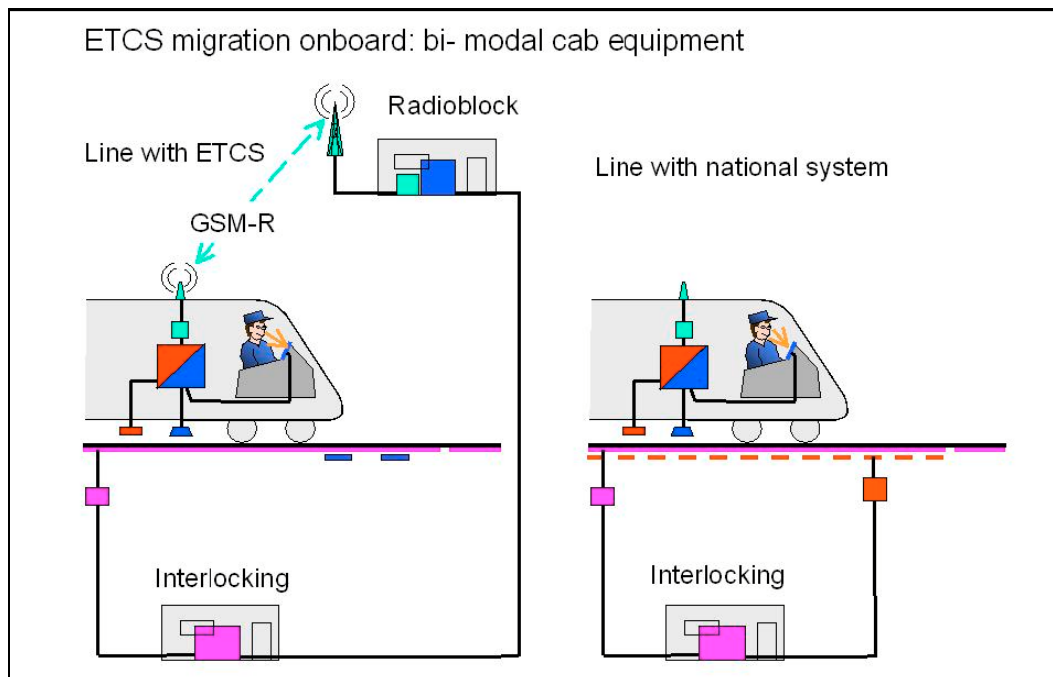 ETCS migration onboard: bi- modal cab equipment
Radioblock
Line with ETCS
Line with national system
GSM-R
Interlocking
Interlocking